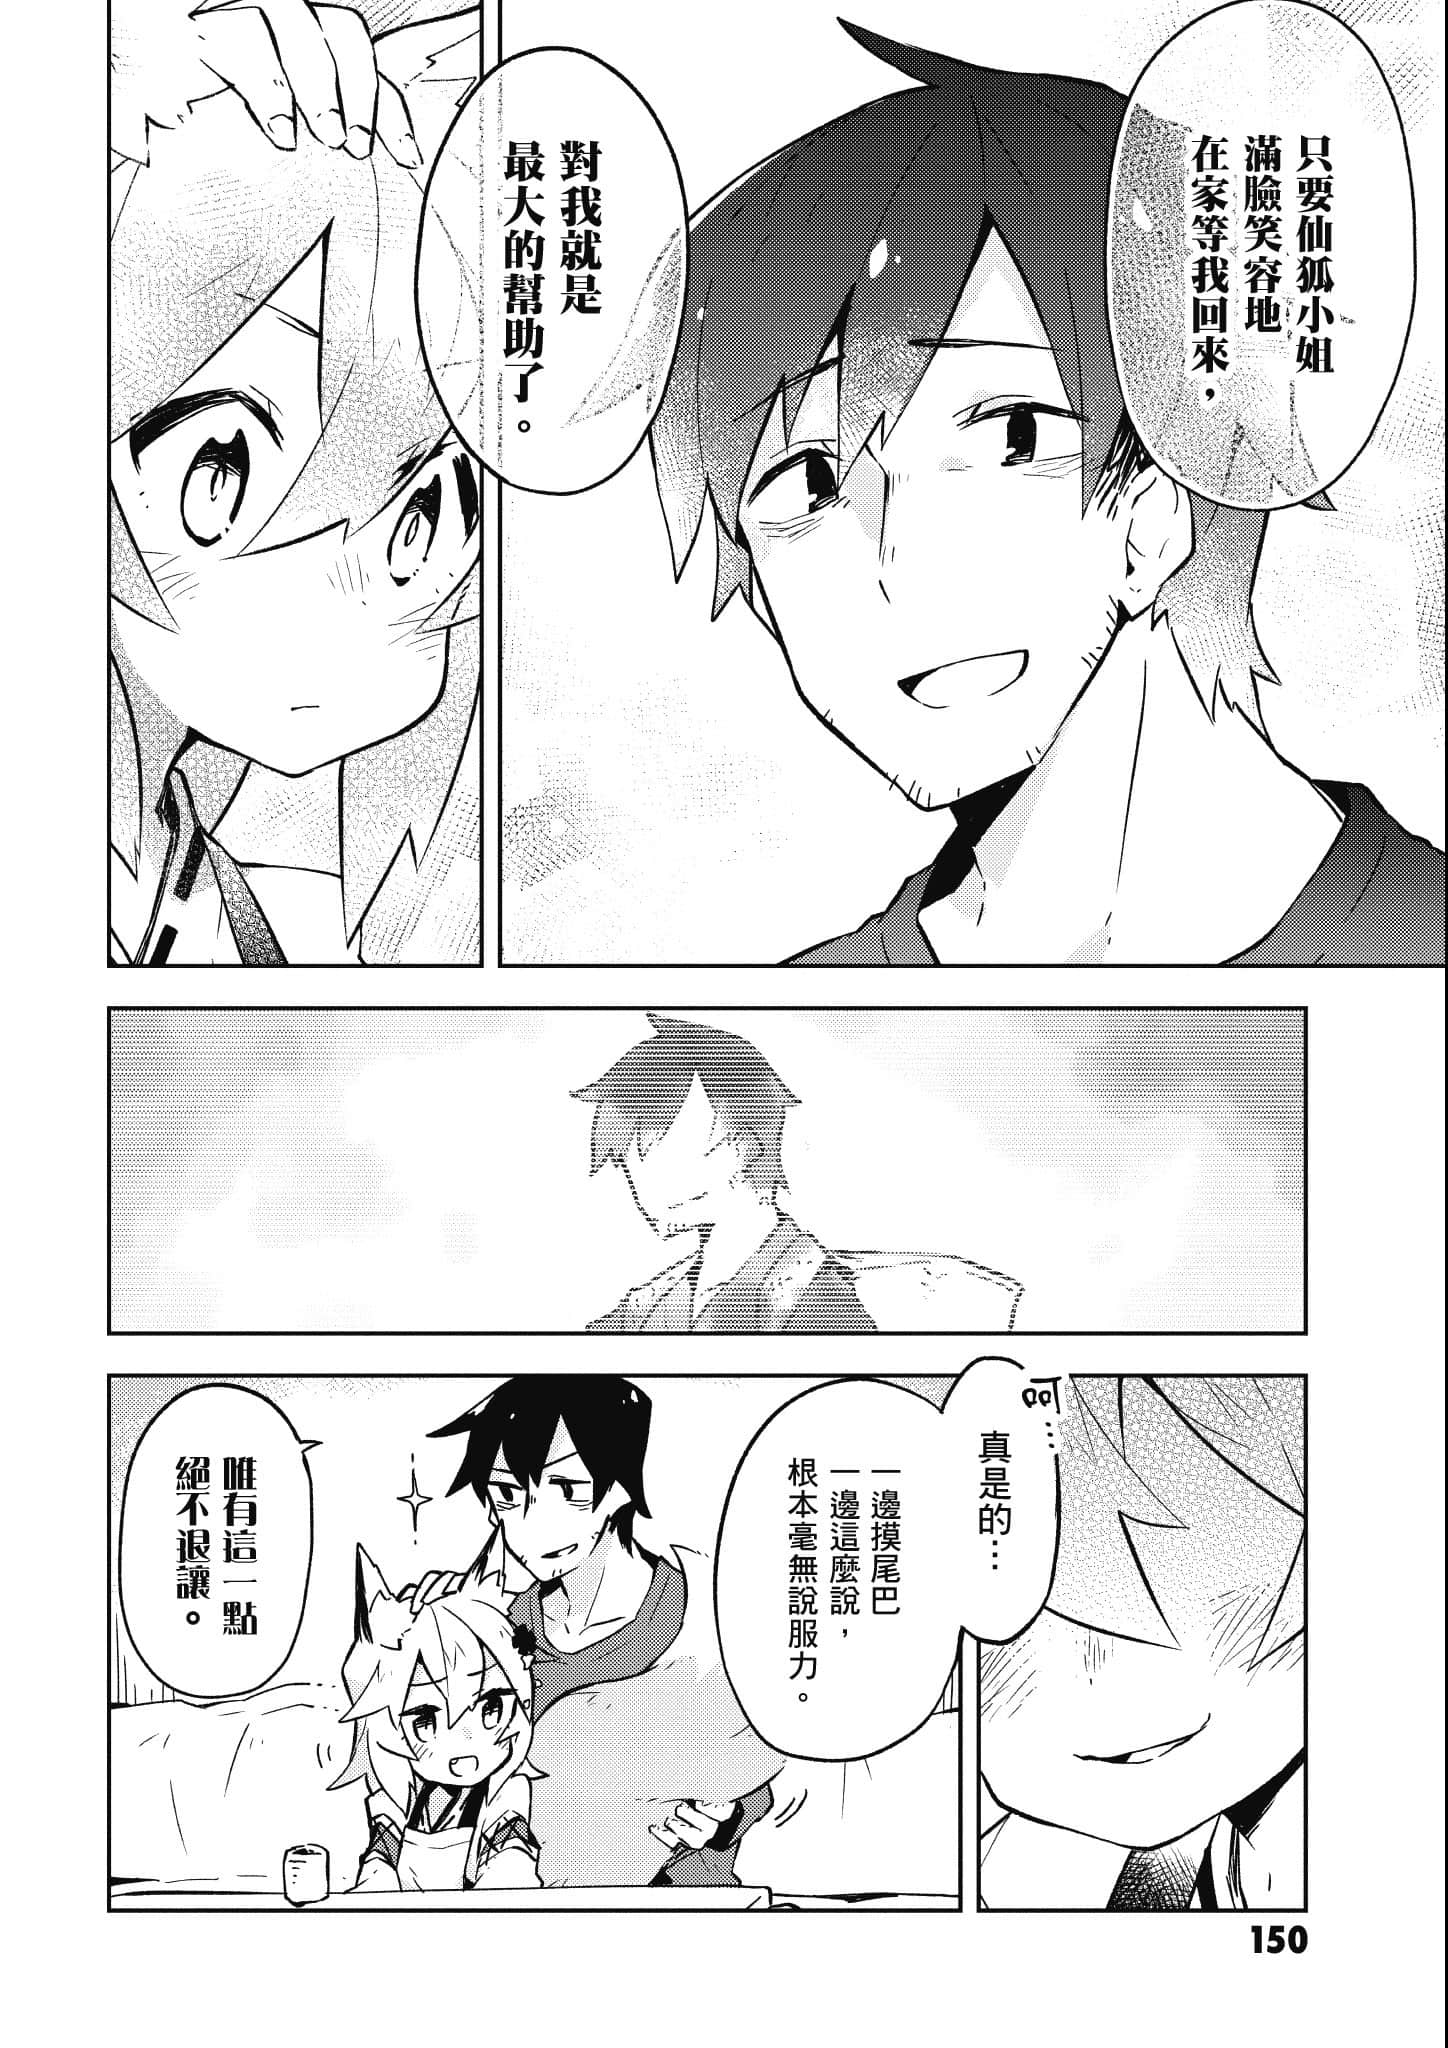 只要仙狐小姐
滿臉笑容地
在家等我回來，
對我就是
最大的幫助了。
呵…
真是的…
一邊摸尾巴
一邊這麼說，
根本毫無說服力。
唯有這一點
絕不退讓。
150